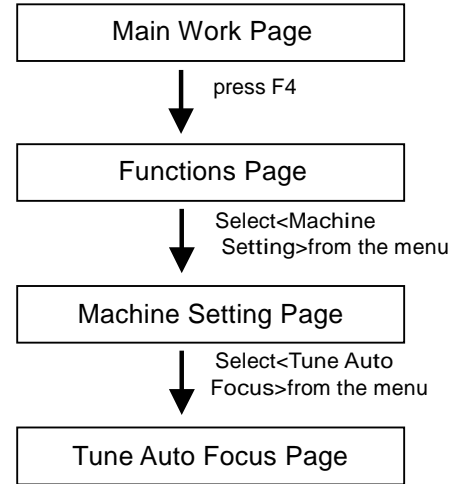 Main Work Page
press F4
Functions Page
Select<Machine
Setting>from the menu
Machine Setting Page
Select<Tune Auto
Focus>from the menu
Tune Auto Focus Page